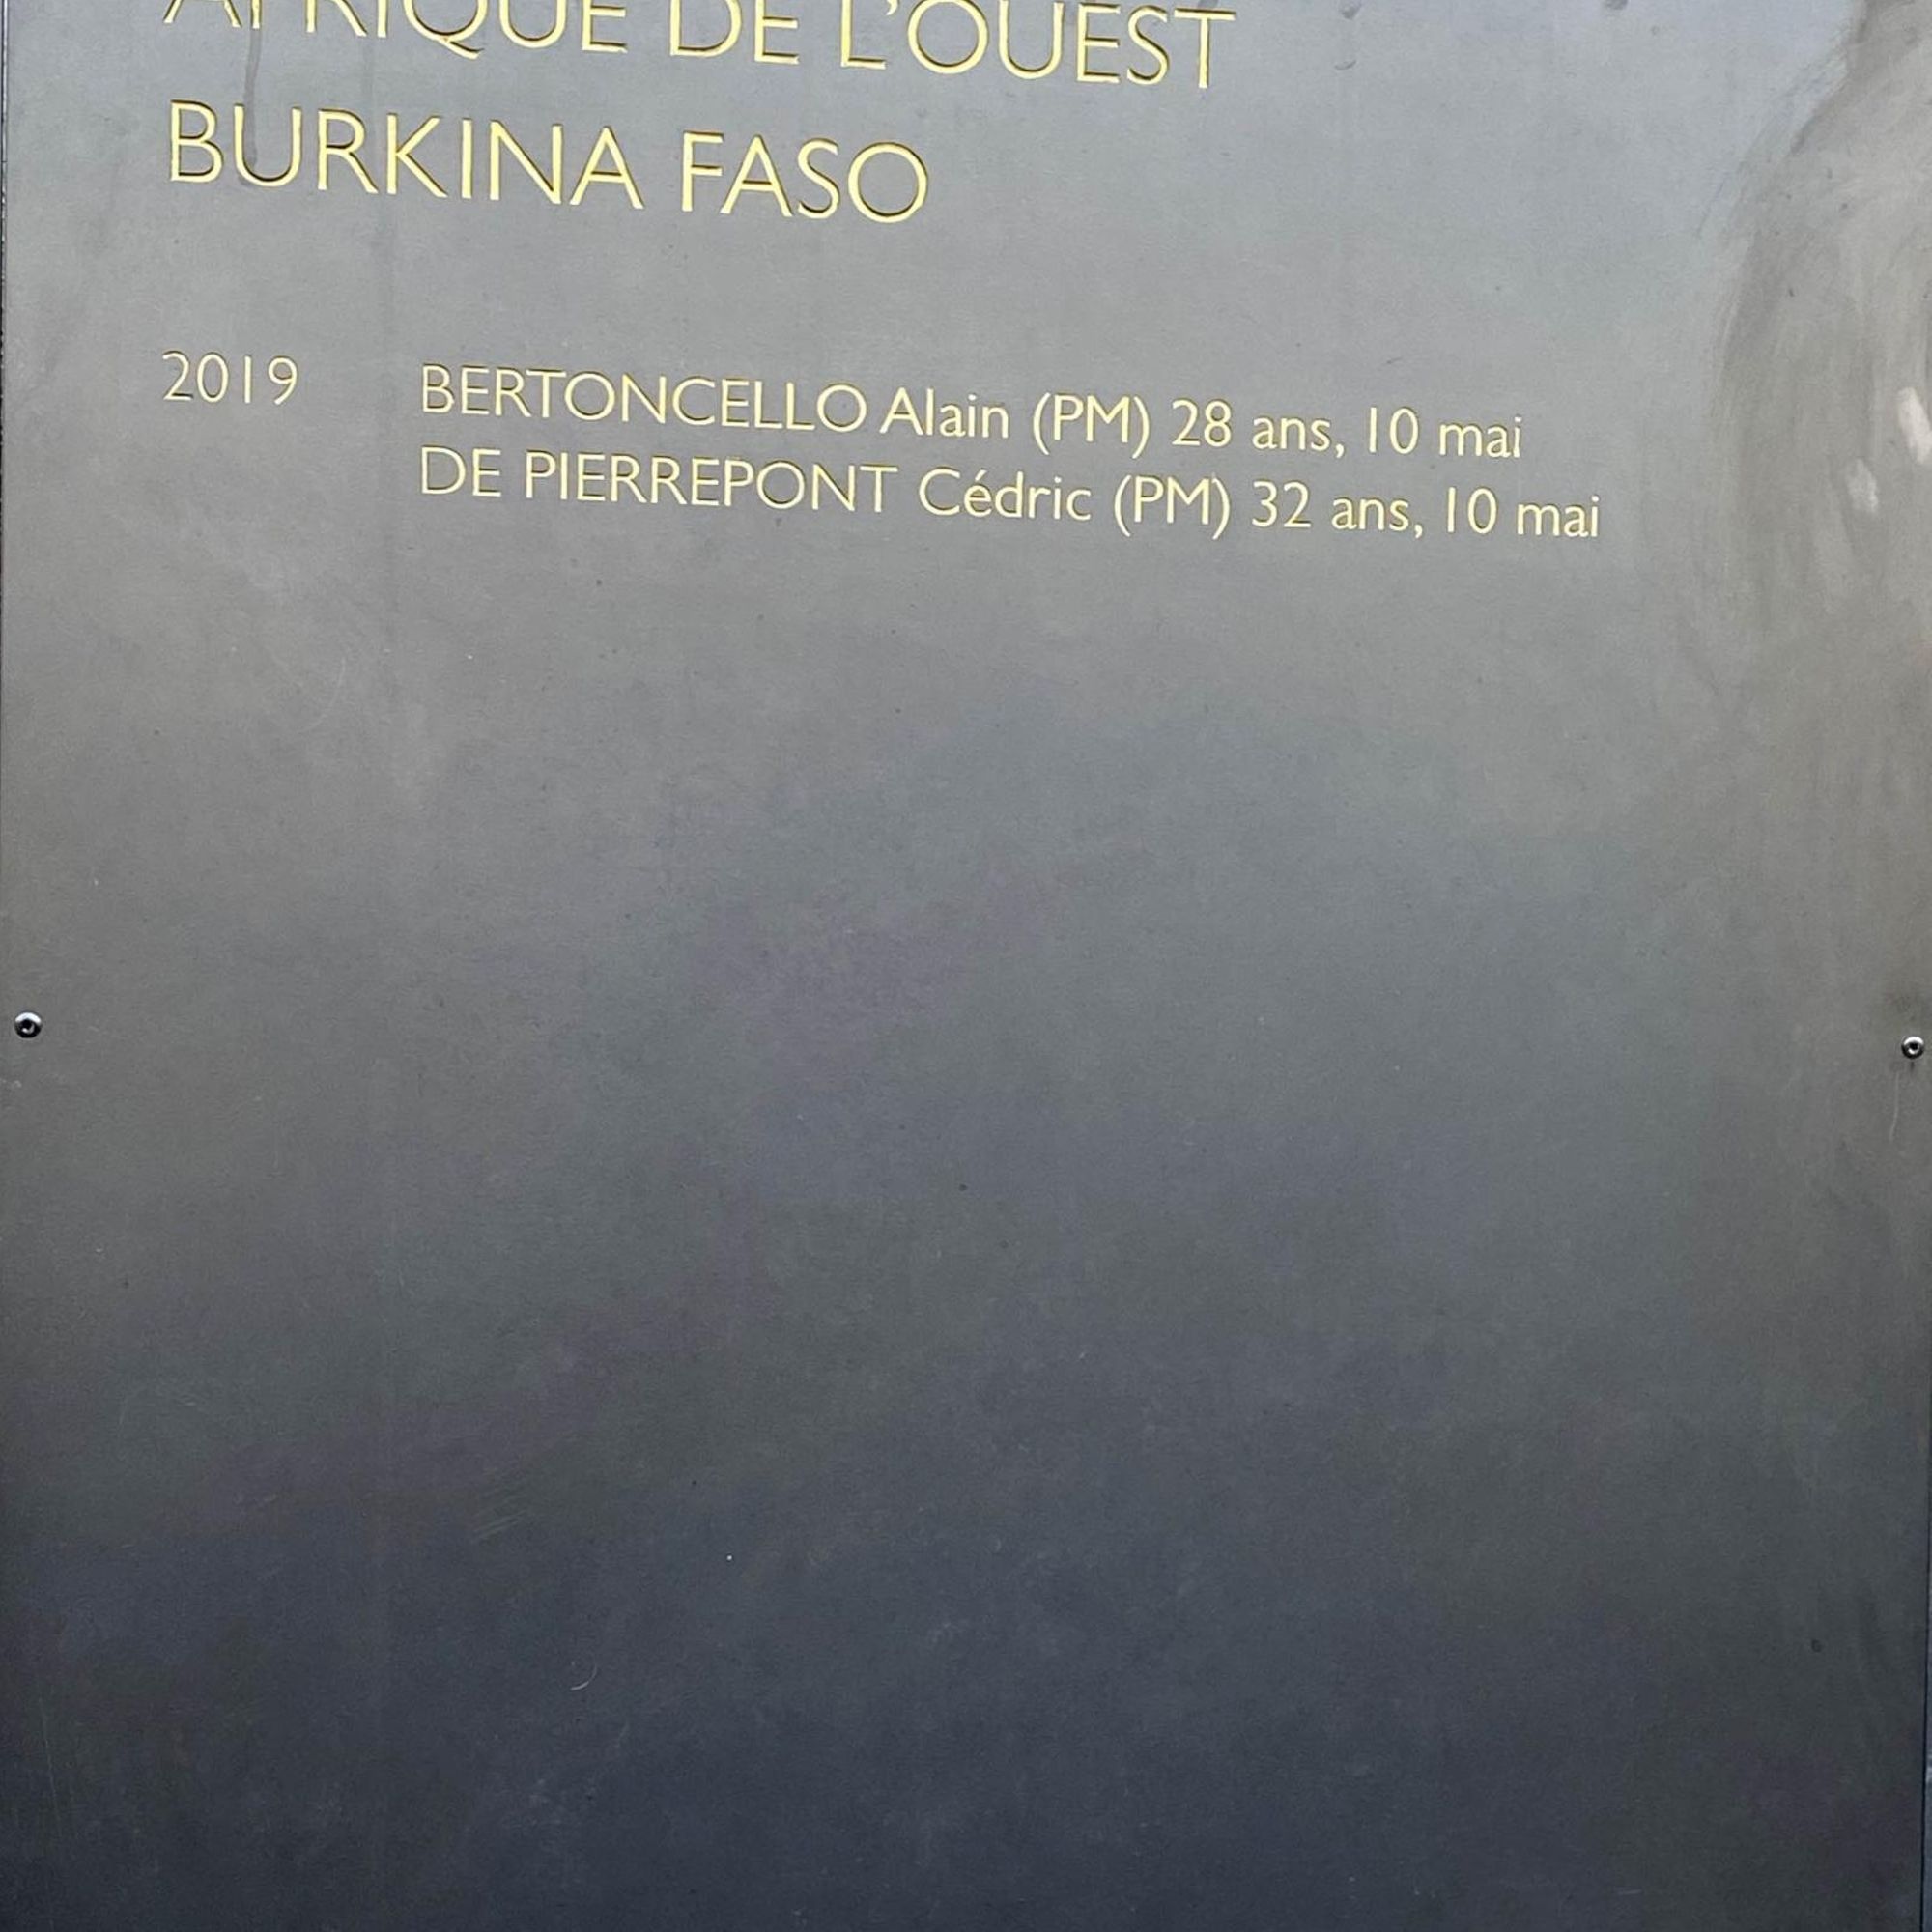 AFRIQUE DE L'OUEST
BURKINA FASO
2019 BERTONCELLO Alain (PM) 28 ans, 10 mai
DE PIERREPONT Cédric (PM) 32 ans, 10 mai